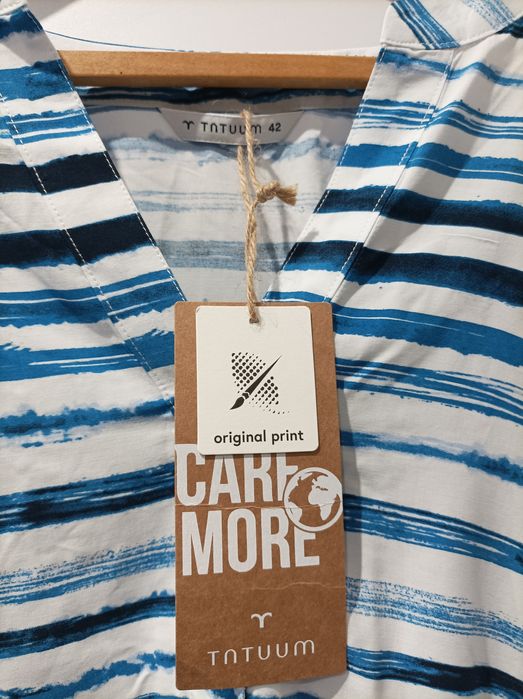 TATUUM 42
original print
CARE
MORE
TATUUM